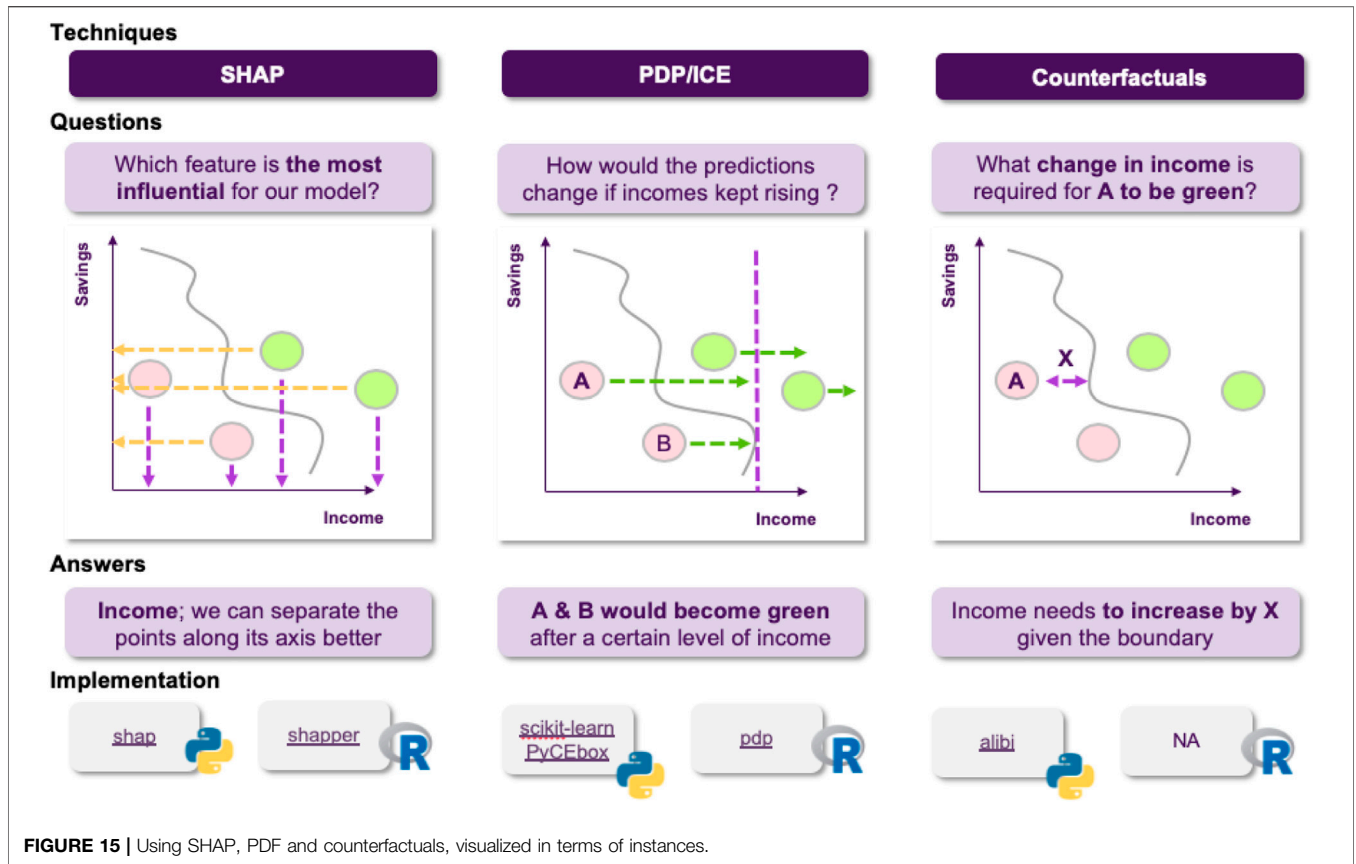 Techniques
SHAP
PDP/ICE
Counterfactuals
Questions
Which feature is the most
influential for our model?
How would the predictions
change if incomes kept rising ?
What change in income is
required for A to be green?
Savings
Income
Savings
A
B
Income
Savings
X
A
Income
Answers
Income; we can separate the
points along its axis better
A & B would become green
after a certain level of income
Income needs to increase by X
given the boundary
Implementation
shap
shapper
R
scikit-learn
PyCEbox
pdp
R
alibi
NA
R
FIGURE 15 | Using SHAP, PDF and counterfactuals, visualized in terms of instances.